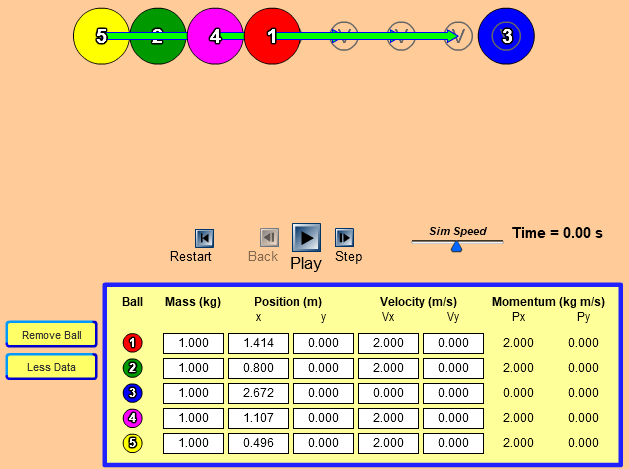 5 2 4 1 V V V 3
Sim Speed Time = 0.00 s
Restart Back Play Step
Ball Mass (kg) Position (m) Velocity (m/s) Momentum (kg m/s)
x y Vx Vy Px Py
Remove Ball
Less Data
1 1.000 1.414 0.000 2.000 0.000 2.000 0.000
2 1.000 0.800 0.000 2.000 0.000 2.000 0.000
3 1.000 2.672 0.000 0.000 0.000 0.000 0.000
4 1.000 1.107 0.000 2.000 0.000 2.000 0.000
5 1.000 0.496 0.000 2.000 0.000 2.000 0.000